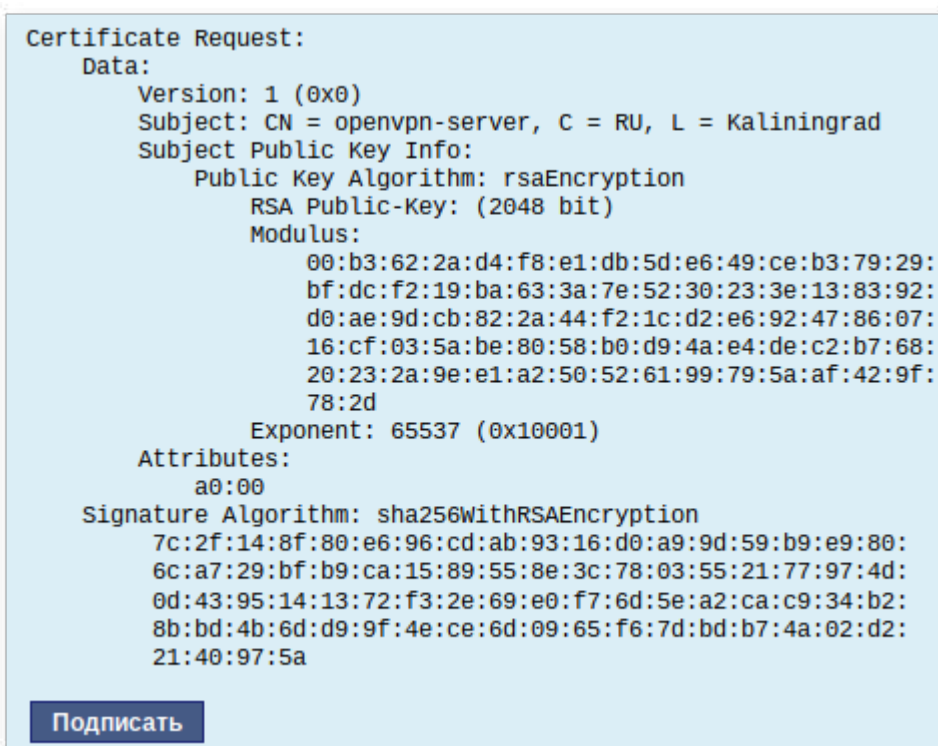 Certificate Request:
Data:
Version: 1 (0x0)
Subject: CN = openvpn-server, C = RU, L = Kaliningrad
Subject Public Key Info:
Public Key Algorithm: rsaEncryption
RSA Public-Key: (2048 bit)
Modulus:
00:b3:62:2a:d4:f8:e1:db:5d:e6:49:ce:b3:79:29:
bf:dc:f2:19:ba:63:3a:7e:52:30:23:3e:13:83:92:
d0:ae:9d:cb:82:2a:44:f2:1c:d2:e6:92:47:86:07:
16:cf:03:5a:be:80:58:b0:d9:4a:e4:de:c2:b7:68:
20:23:2a:9e:e1:a2:50:52:61:99:79:5a:af:42:9f:
78:2d
Exponent: 65537 (0x10001)
Attributes:
a0:00
Signature Algorithm: sha256WithRSAEncryption
7c:2f:14:8f:80:e6:96:cd:ab:93:16:d0:a9:9d:59:b9:e9:80:
6c:a7:29:bf:b9:ca:15:89:55:8e:3c:78:03:55:21:77:97:4d:
0d:43:95:14:13:72:f3:2e:69:e0:f7:6d:5e:a2:ca:c9:34:b2:
8b:bd:4b:6d:d9:9f:4e:ce:6d:09:65:f6:7d:bd:b7:4a:02:d2:
21:40:97:5a
Подписать